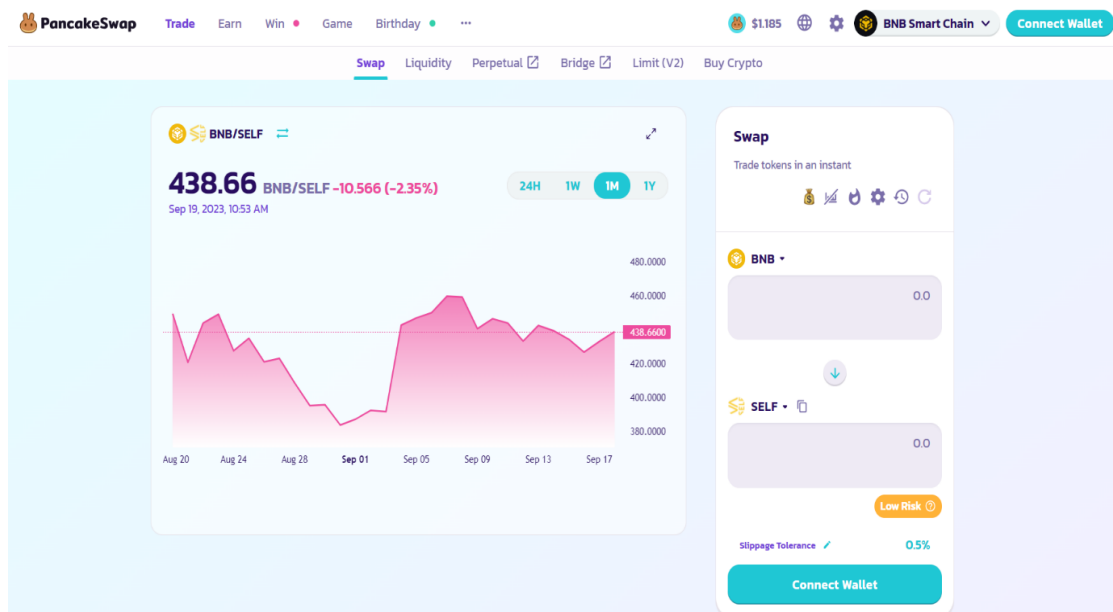 PancakeSwap Trade Earn Win Game Birthday ... $1.185 BNB Smart Chain Connect Wallet
Swap Liquidity Perpetual Bridge Limit (V2) Buy Crypto
BNB/SELF
438.66 BNB/SELF -10.566 (-2.35%)
Sep 19, 2023, 10:53 AM
24H 1W 1M 1Y
480.0000
460.0000
438.6600
420.0000
400.0000
380.0000
Aug 20 Aug 24 Aug 28 Sep 01 Sep 05 Sep 09 Sep 13 Sep 17
Swap
Trade tokens in an instant
BNB
0.0
SELF
0.0
Low Risk
Slippage Tolerance 0.5%
Connect Wallet